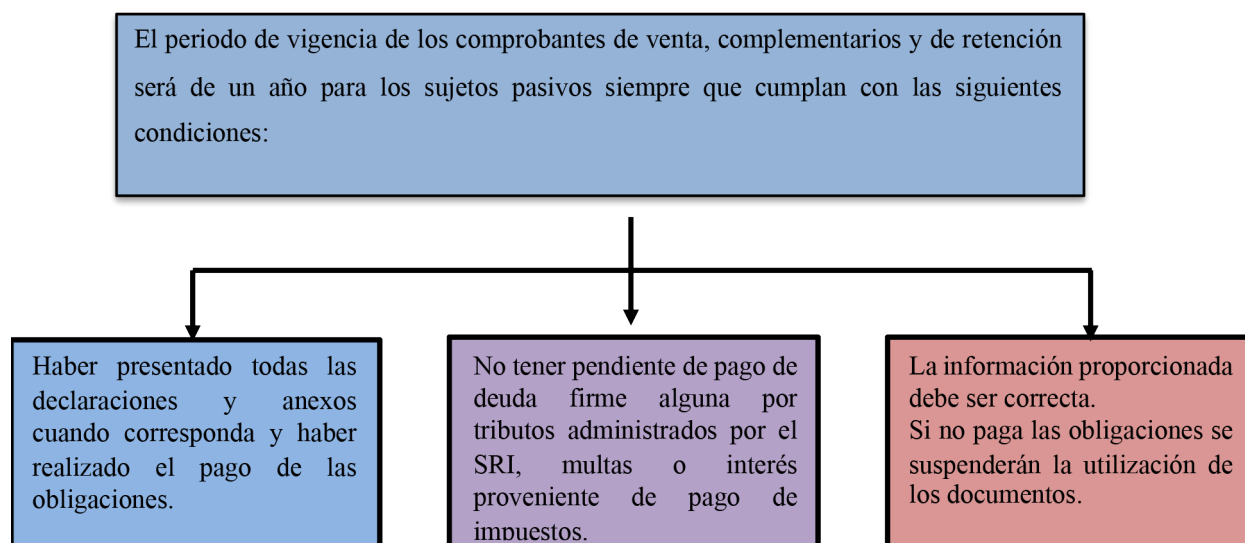 El periodo de vigencia de los comprobantes de venta, complementarios y de retención
será de un año para los sujetos pasivos siempre que cumplan con las siguientes
condiciones:
Haber presentado todas las
declaraciones y anexos
cuando corresponda y haber
realizado el pago de las
obligaciones.
No tener pendiente de pago de
deuda firme alguna por
tributos administrados por el
SRI, multas o interés
proveniente de pago de
impuestos.
La información proporcionada
debe ser correcta.
Si no paga las obligaciones se
suspenderán la utilización de
los documentos.